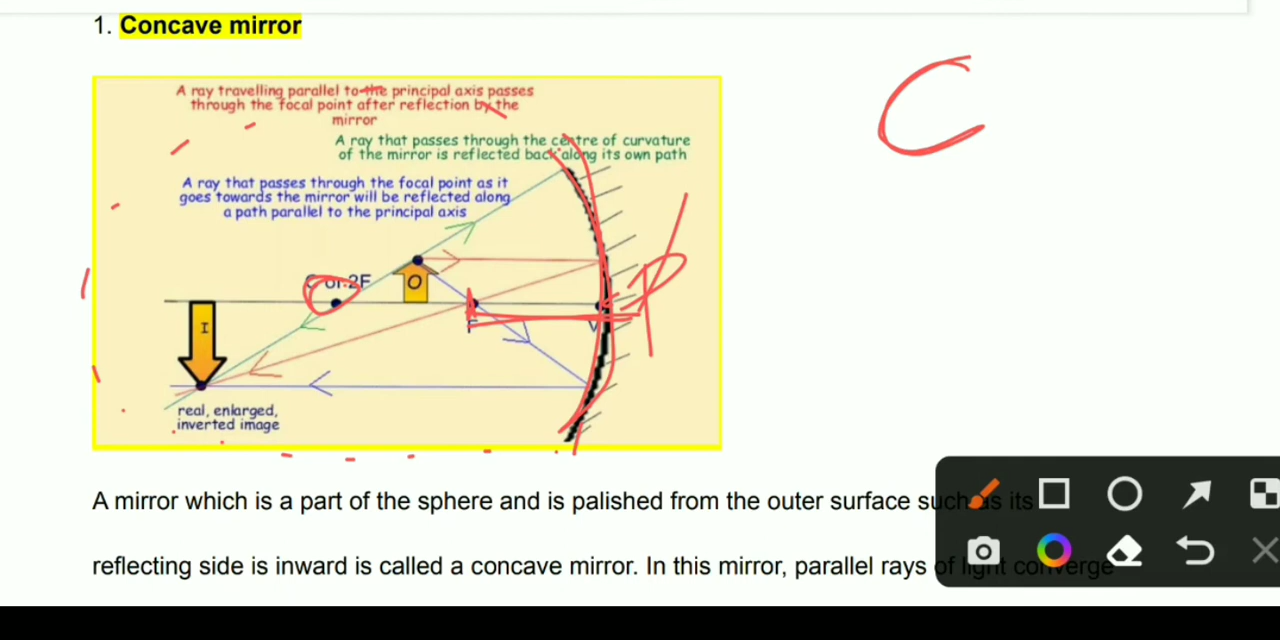 1. Concave mirror
C
A ray travelling parallel to the principal axis passes
through the focal point after reflection by the
mirror
A ray that passes through the centre of curvature
of the mirror is reflected back along its own path
A ray that passes through the focal point as it
goes towards the mirror will be reflected along
a path parallel to the principal axis
C or 2F
O
I
F
V
real, enlarged,
inverted image
A mirror which is a part of the sphere and is palished from the outer surface such as its
reflecting side is inward is called a concave mirror. In this mirror, parallel rays of light converge